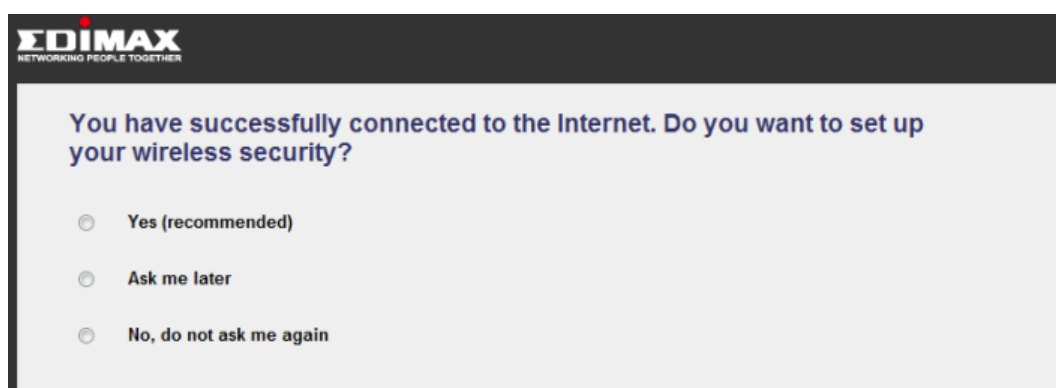 EDIMAX
NETWORKING PEOPLE TOGETHER
You have successfully connected to the Internet. Do you want to set up
your wireless security?
Yes (recommended)
Ask me later
No, do not ask me again